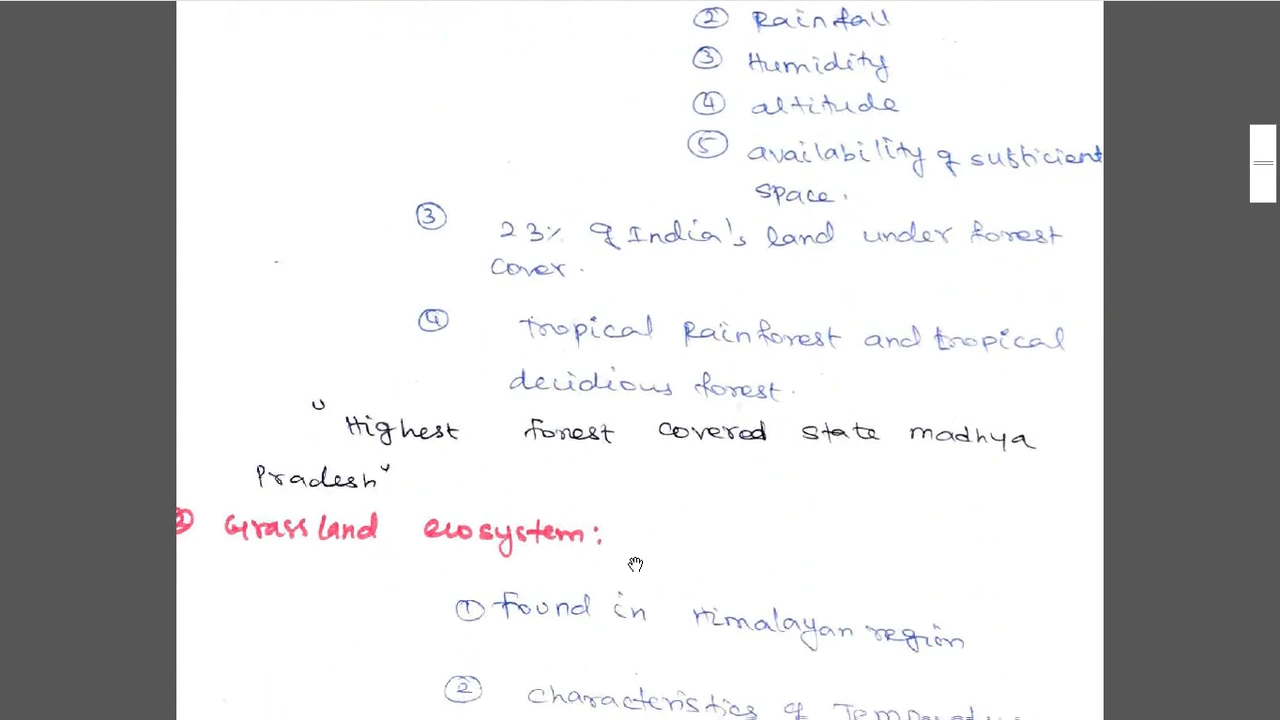 ② Rainfall
③ Humidity
④ altitude
⑤ availability of sufficient
space.
③ 23% of India's land under forest
cover.
④ tropical Rainforest and tropical
decidious forest.
"Highest forest covered state madhya
Pradesh"
Grassland ecosystem:
① found in Himalayan region
② characteristics of Temperature